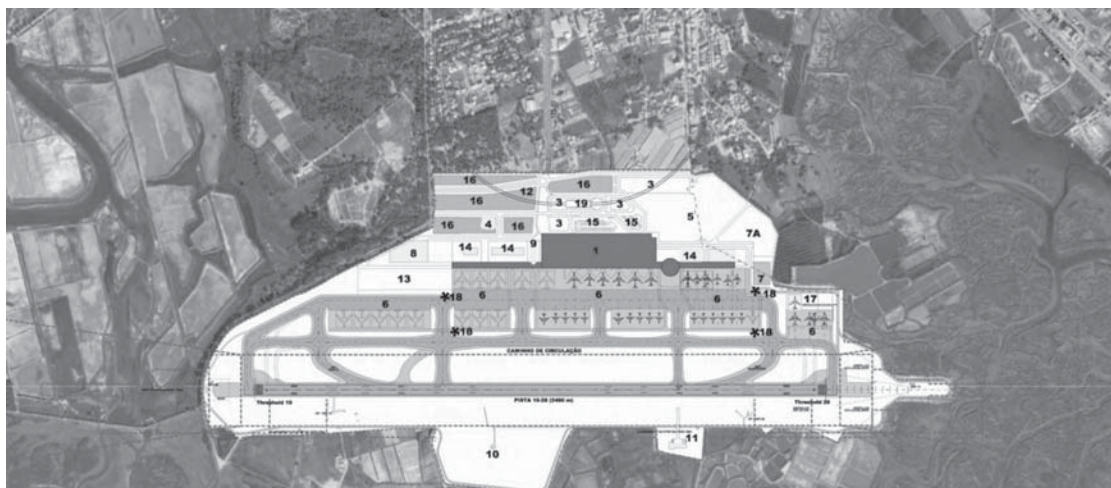 16 16 3
12
16 3 19 3
5
16 4 16 3 15 15
7A
9
8 14 14 1 14
13 7
18 6 6 6 18 17
6
18 18 6
CAMINHO DE CIRCULAÇÃO
PISTA 10-28 (2490 m)
Threshold 10 Threshold 28
11
10